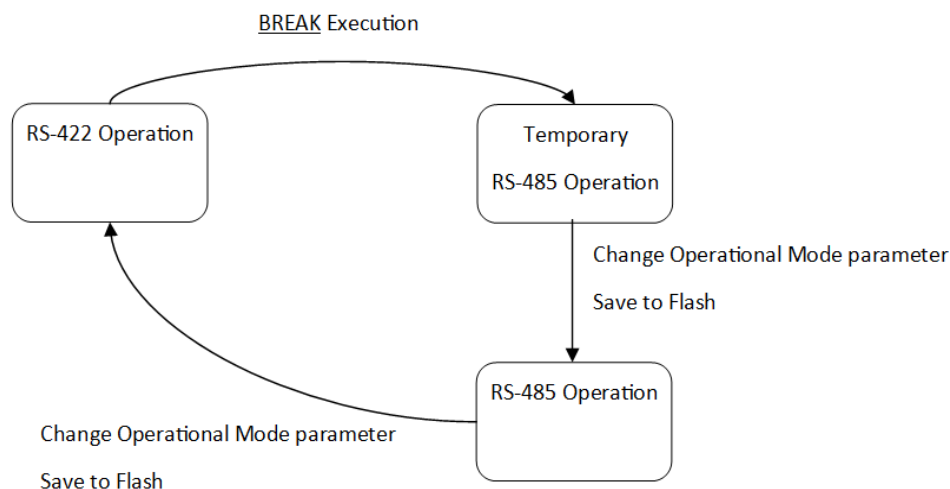 BREAK Execution
RS-422 Operation
Temporary
RS-485 Operation
Change Operational Mode parameter
Save to Flash
RS-485 Operation
Change Operational Mode parameter
Save to Flash